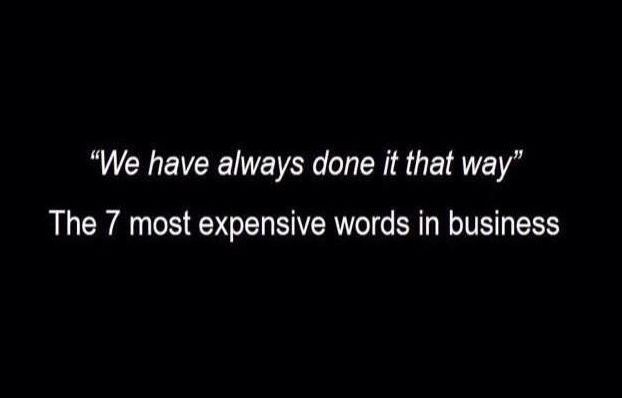 “We have always done it that way”
The 7 most expensive words in business